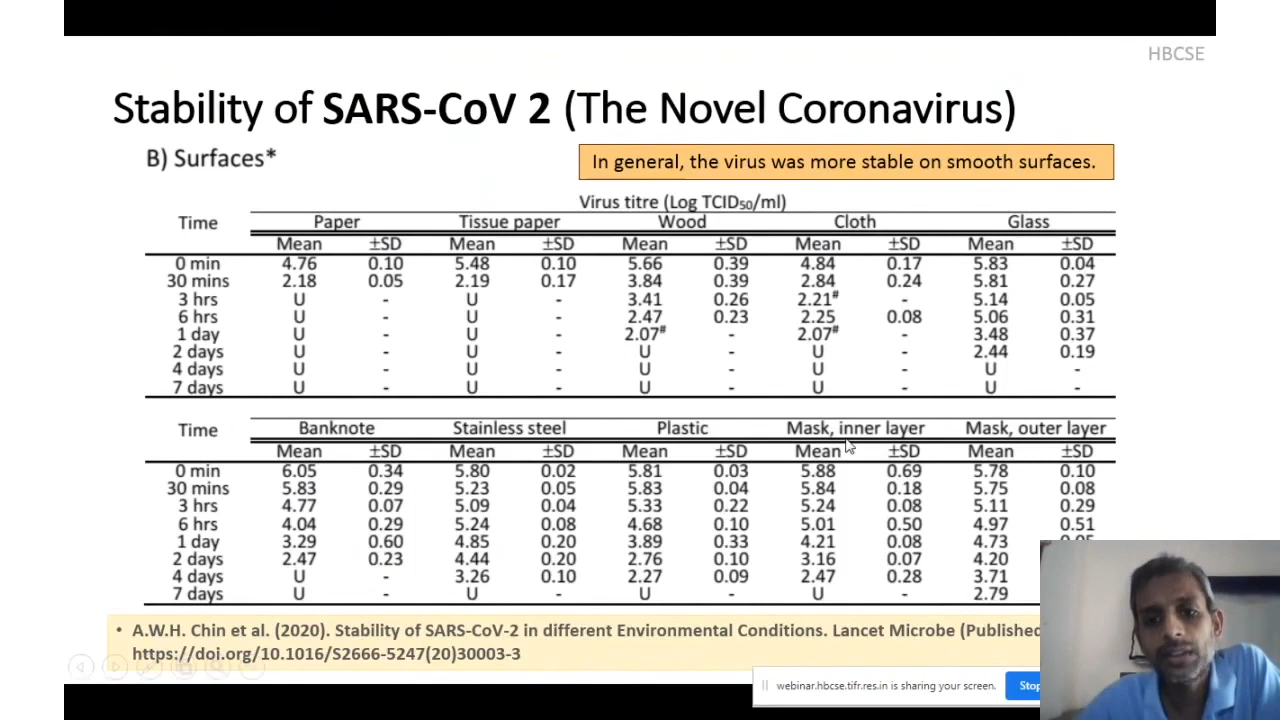 HBCSE
Stability of SARS-CoV 2 (The Novel Coronavirus)
B) Surfaces*
In general, the virus was more stable on smooth surfaces.
Virus titre (Log TCID50/ml)
Time Paper Tissue paper Wood Cloth Glass
Mean ±SD Mean ±SD Mean ±SD Mean ±SD Mean ±SD
0 min 4.76 0.10 5.48 0.10 5.66 0.39 4.84 0.17 5.83 0.04
30 mins 2.18 0.05 2.19 0.17 3.84 0.39 2.84 0.24 5.81 0.27
3 hrs U - U - 3.41 0.26 2.21# - 5.14 0.05
6 hrs U - U - 2.47 0.23 2.25 0.08 5.06 0.31
1 day U - U - 2.07# - 2.07# - 3.48 0.37
2 days U - U - U - U - 2.44 0.19
4 days U - U - U - U - U -
7 days U - U - U - U - U -
Time Banknote Stainless steel Plastic Mask, inner layer Mask, outer layer
Mean ±SD Mean ±SD Mean ±SD Mean ±SD Mean ±SD
0 min 6.05 0.34 5.80 0.02 5.81 0.03 5.88 0.69 5.78 0.10
30 mins 5.83 0.29 5.23 0.05 5.83 0.04 5.84 0.18 5.75 0.08
3 hrs 4.77 0.07 5.09 0.04 5.33 0.22 5.24 0.08 5.11 0.29
6 hrs 4.04 0.29 5.24 0.08 4.68 0.10 5.01 0.50 4.97 0.51
1 day 3.29 0.60 4.85 0.20 3.89 0.33 4.21 0.08 4.73
2 days 2.47 0.23 4.44 0.20 2.76 0.10 3.16 0.07 4.20
4 days U - 3.26 0.10 2.27 0.09 2.47 0.28 3.71
7 days U - U - U - U - 2.79
• A.W.H. Chin et al. (2020). Stability of SARS-CoV-2 in different Environmental Conditions. Lancet Microbe (Published
https://doi.org/10.1016/S2666-5247(20)30003-3
webinar.hbcse.tifr.res.in is sharing your screen. Stop